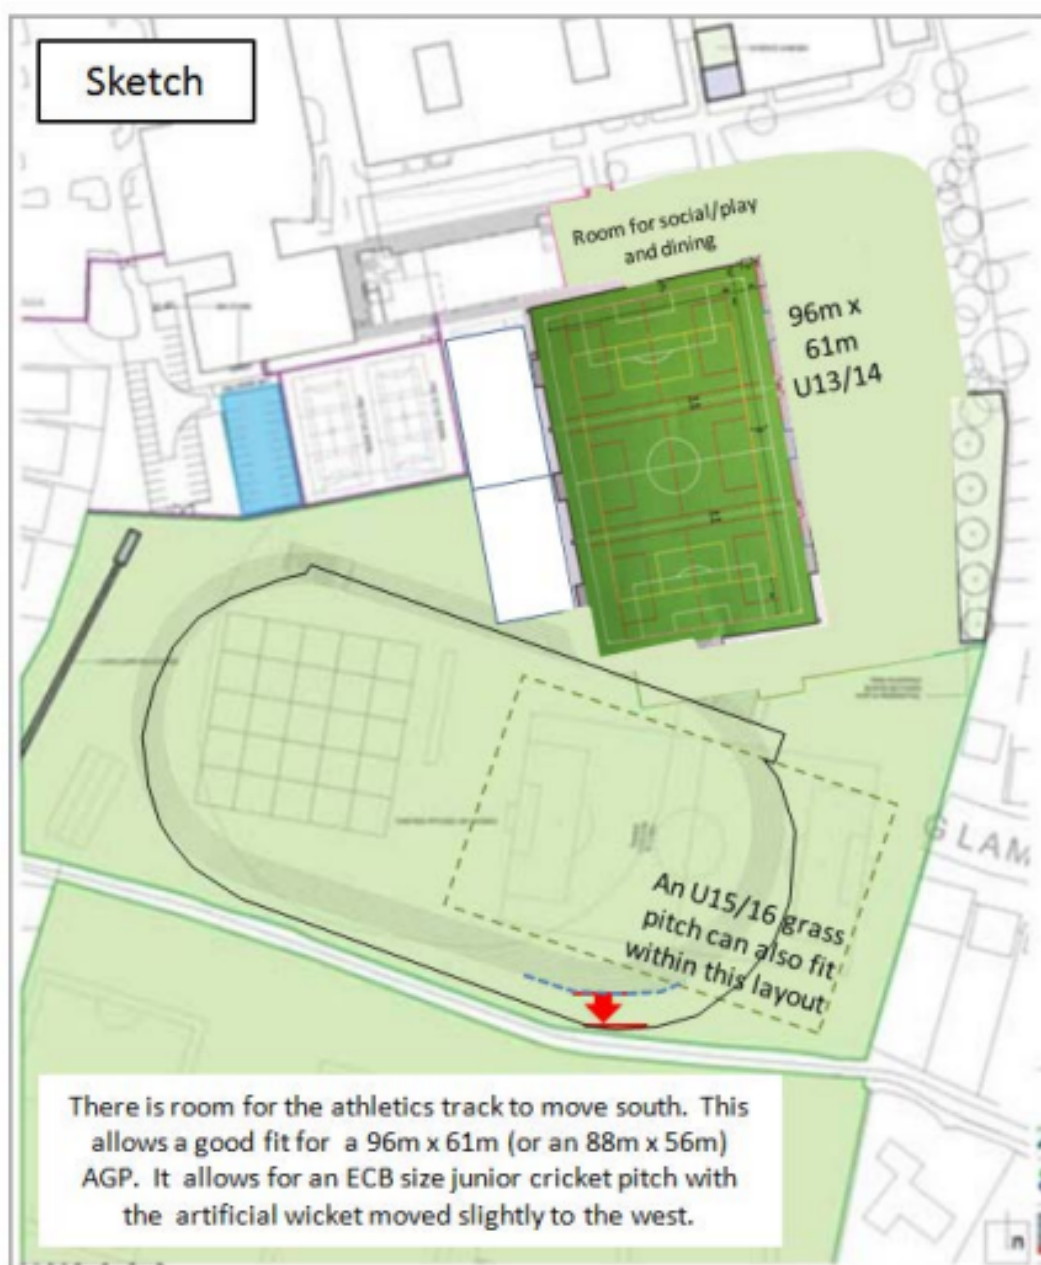 Sketch
Room for social/play
and dining
96m x
61m
U13/14
GLAM
An U15/16 grass
pitch can also fit
within this layout
There is room for the athletics track to move south. This
allows a good fit for a 96m x 61m (or an 88m x 56m)
AGP. It allows for an ECB size junior cricket pitch with
the artificial wicket moved slightly to the west.
n